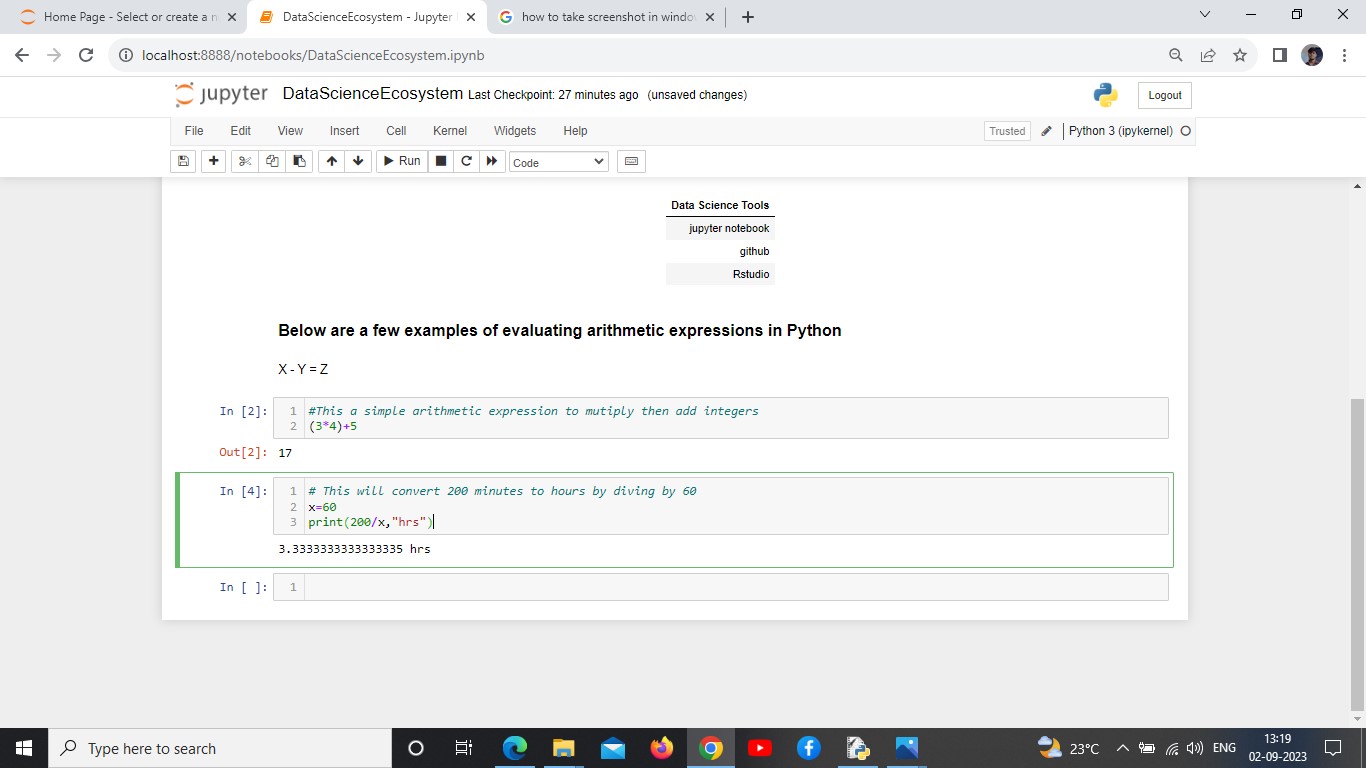 Home Page - Select or create a n
DataScienceEcosystem - Jupyter
how to take screenshot in windo
localhost:8888/notebooks/DataScienceEcosystem.ipynb
jupyter DataScienceEcosystem Last Checkpoint: 27 minutes ago (unsaved changes)
Logout
File Edit View Insert Cell Kernel Widgets Help
Trusted Python 3 (ipykernel)
Run Code
Data Science Tools
jupyter notebook
github
Rstudio
Below are a few examples of evaluating arithmetic expressions in Python
X - Y = Z
In [2]: 1 #This a simple arithmetic expression to mutiply then add integers
2 (3*4)+5
Out[2]: 17
In [4]: 1 # This will convert 200 minutes to hours by diving by 60
2 x=60
3 print(200/x,"hrs")
3.3333333333333335 hrs
In [ ]: 1
Type here to search
23°C
ENG
13:19
02-09-2023